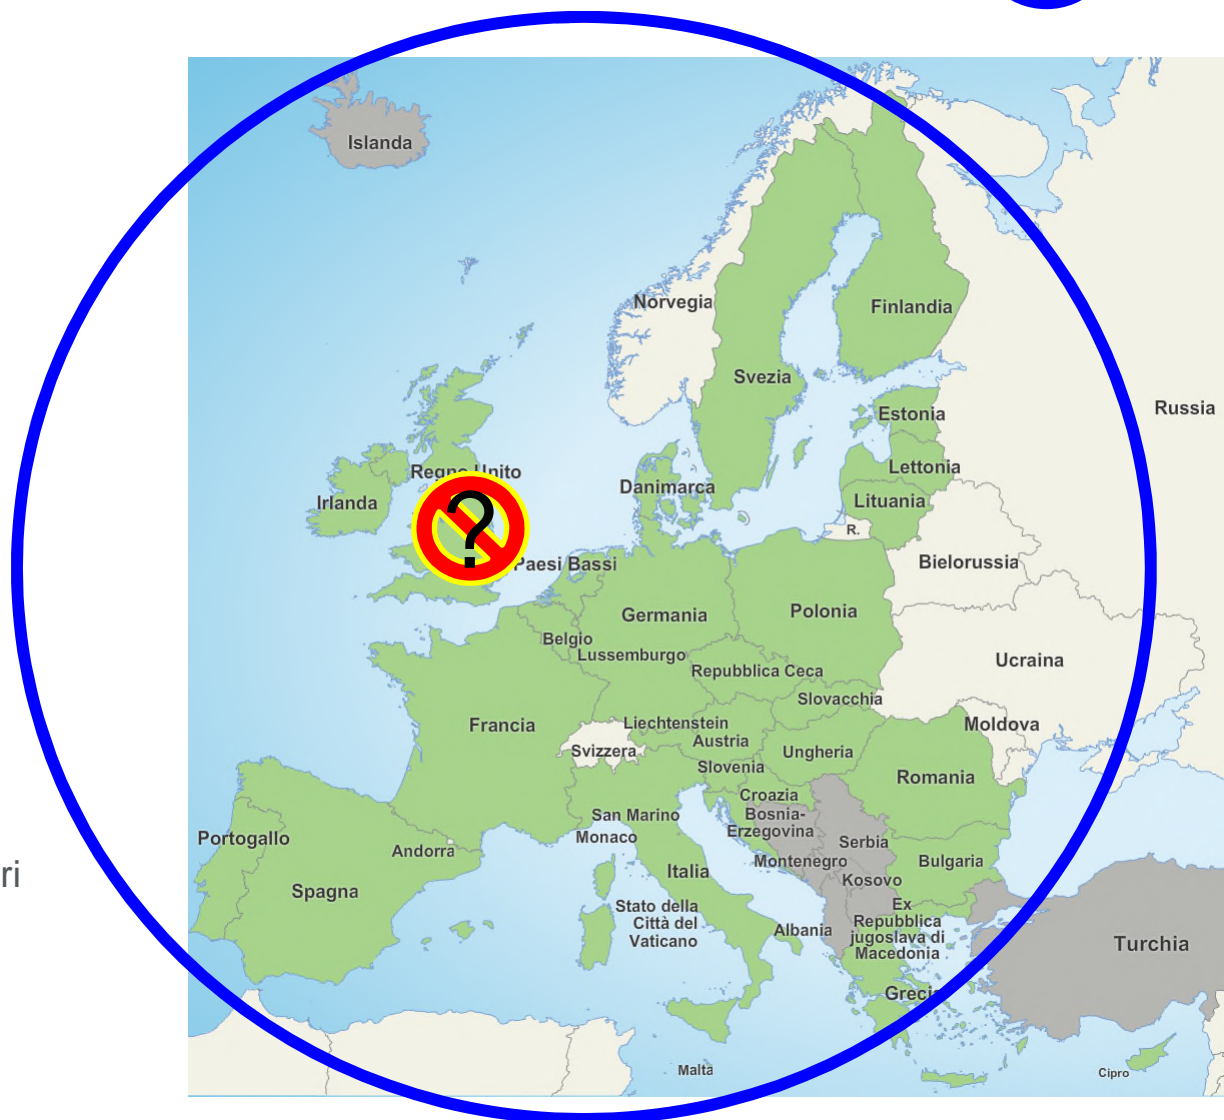 Islanda
Norvegia
Finlandia
Svezia
Russia
Estonia
Regno Unito
Lettonia
Danimarca
Irlanda
Lituania
?
R.
Paesi Bassi
Bielorussia
Germania
Polonia
Belgio
Lussemburgo
Ucraina
Repubblica Ceca
Slovacchia
Francia
Liechtenstein
Moldova
Austria
Svizzera
Ungheria
Slovenia
Romania
Croazia
San Marino
Bosnia-
Erzegovina
Monaco
Portogallo
Serbia
Andorra
Montenegro
Bulgaria
Italia
ri
Kosovo
Spagna
Stato della
Città del
Vaticano
Ex
Repubblica
jugoslava di
Macedonia
Albania
Turchia
Grecia
Malta
Cipro